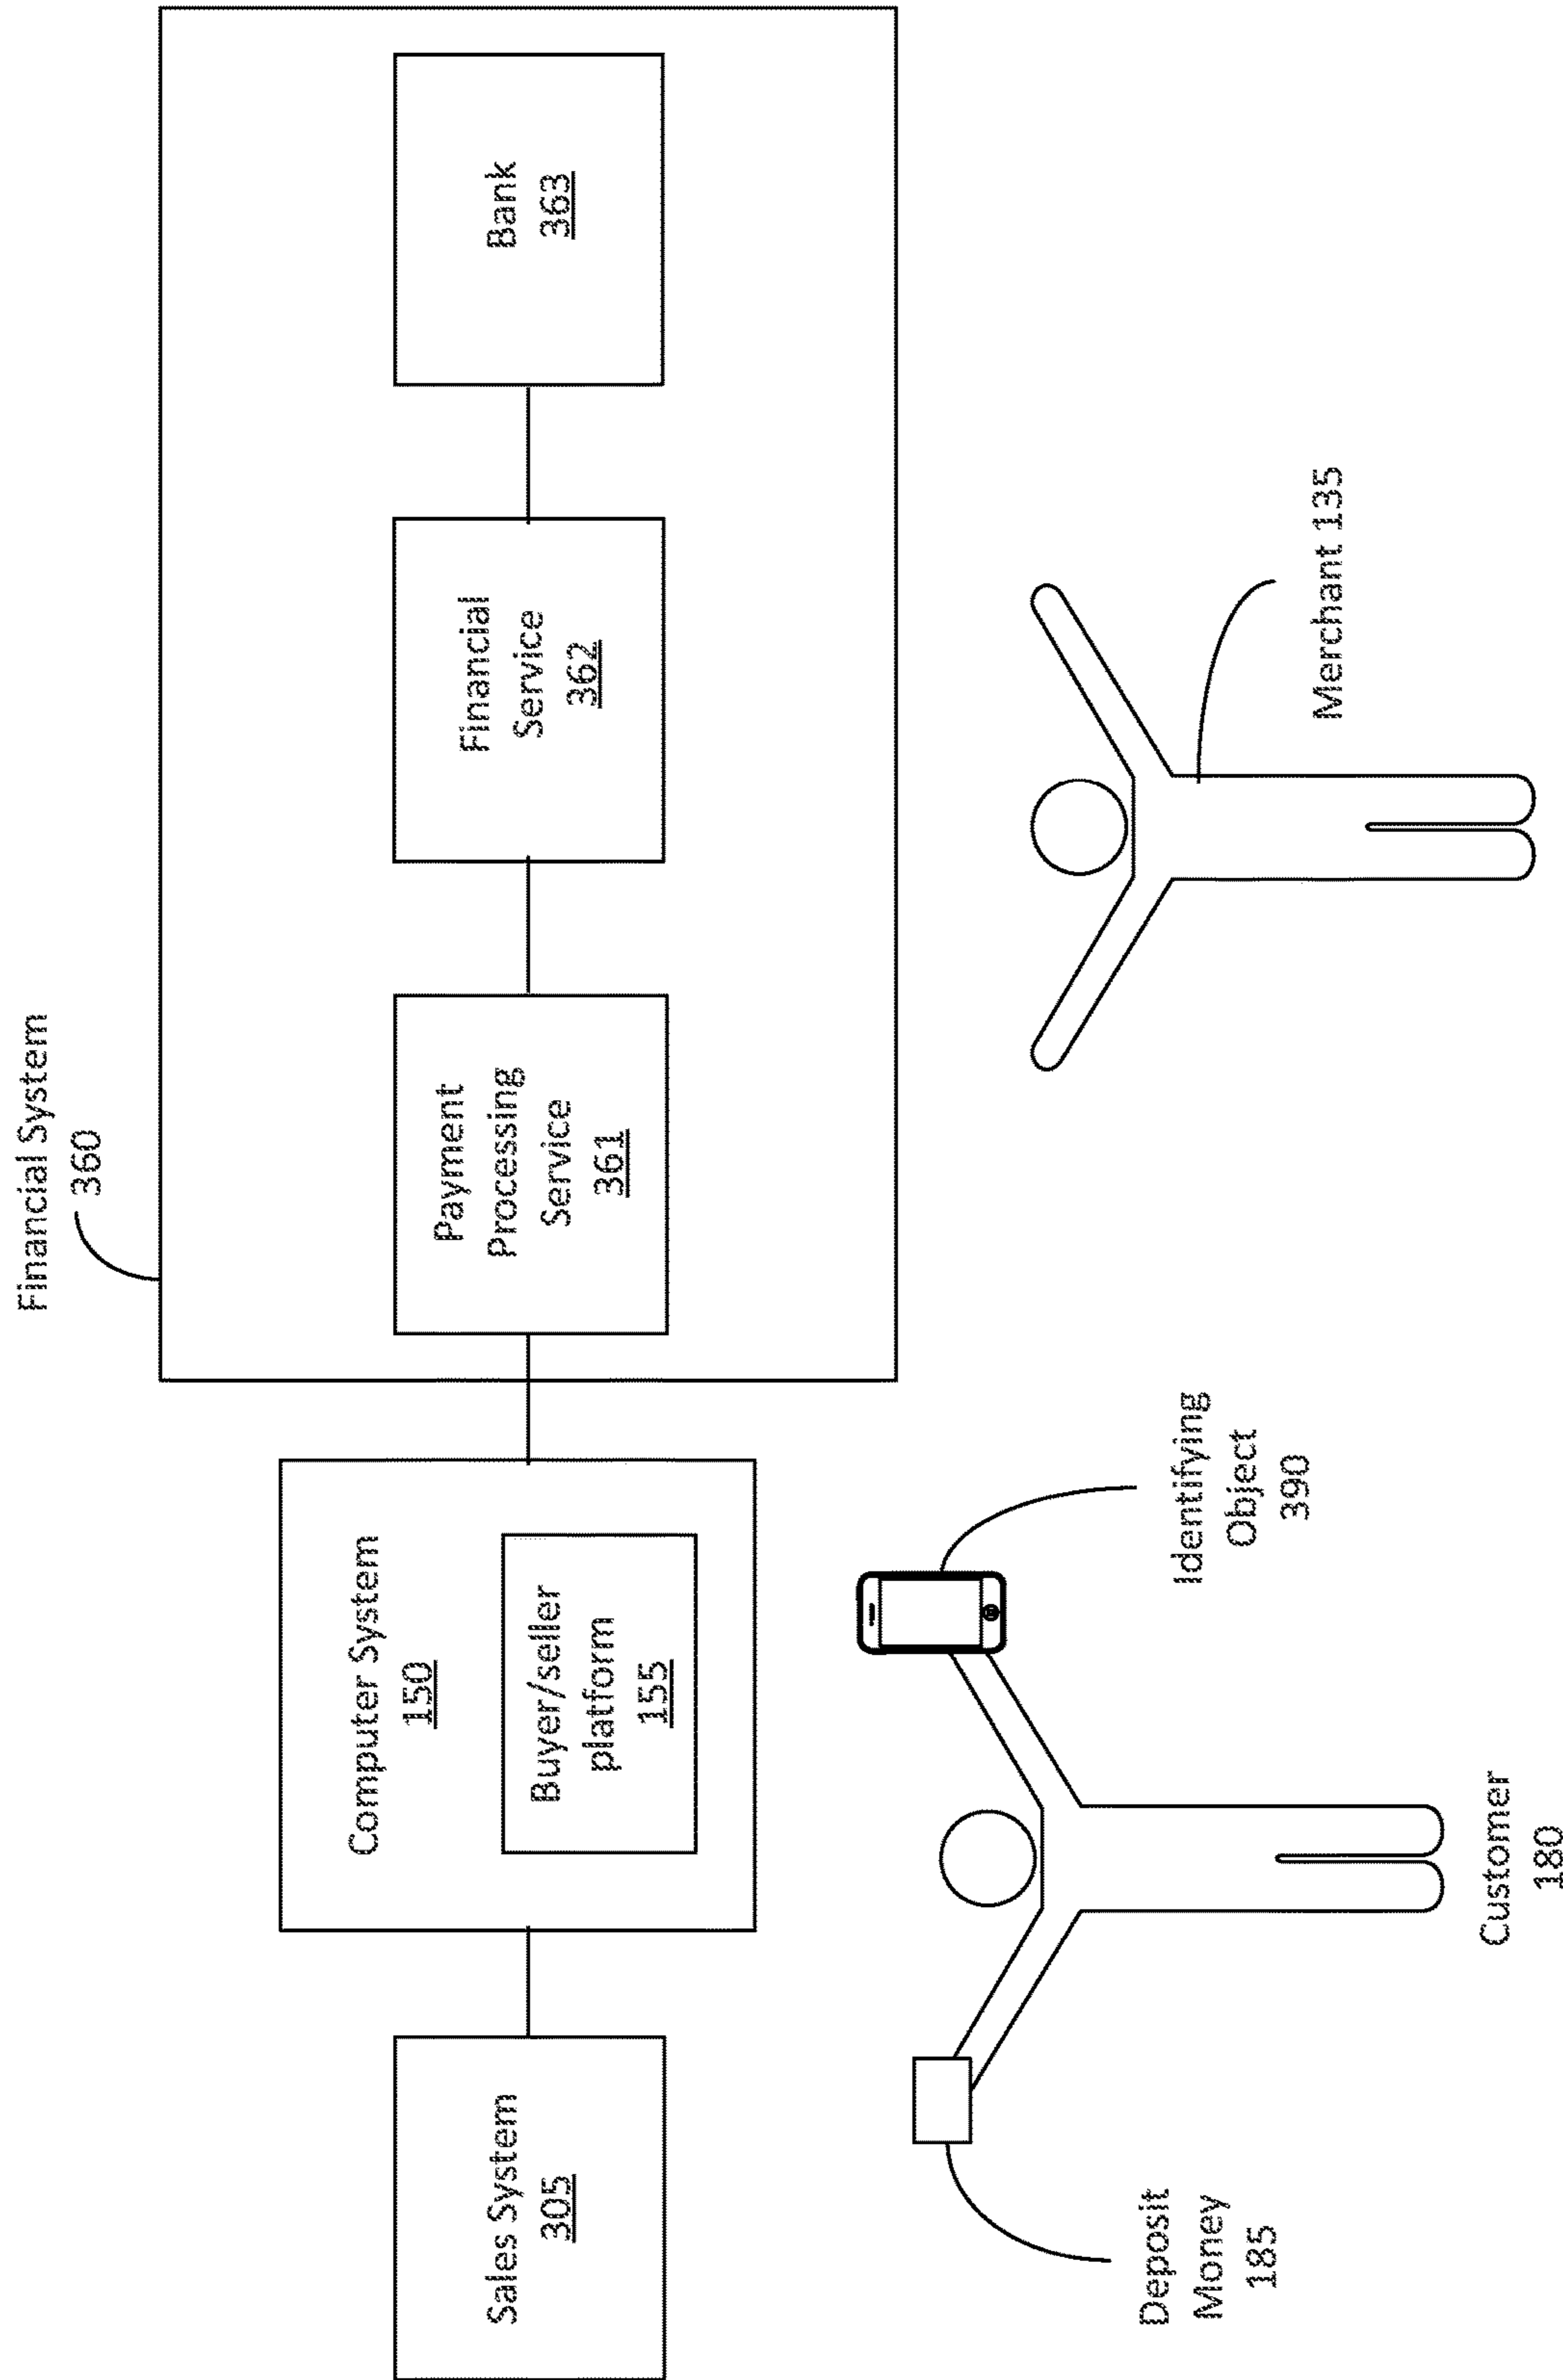 Financial System
360
Sales System
305
Computer System
150
Buyer/seller
platform
155
Payment
Processing
Service
361
Financial
Service
362
Bank
363
Deposit
Money
185
Customer
180
Identifying
Object
390
Merchant 135